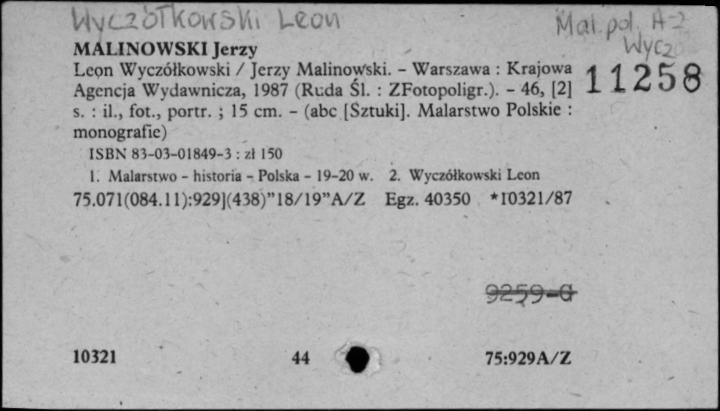 Wyczółkowski Leon
Mal. pol. A-Z
Wycz
MALINOWSKI Jerzy
11258
Leon Wyczółkowski / Jerzy Malinowski. – Warszawa : Krajowa
Agencja Wydawnicza, 1987 (Ruda Śl. : ZFotopoligr.). – 46, [2]
s. : il., fot., portr. ; 15 cm. – (abc [Sztuki]. Malarstwo Polskie :
monografie)
ISBN 83-03-01849-3 : zł 150
1. Malarstwo – historia – Polska – 19-20 w. 2. Wyczółkowski Leon
75.071(084.11):929](438)”18/19”A/Z Egz. 40350 *10321/87
9259-G
10321 44 75:929A/Z